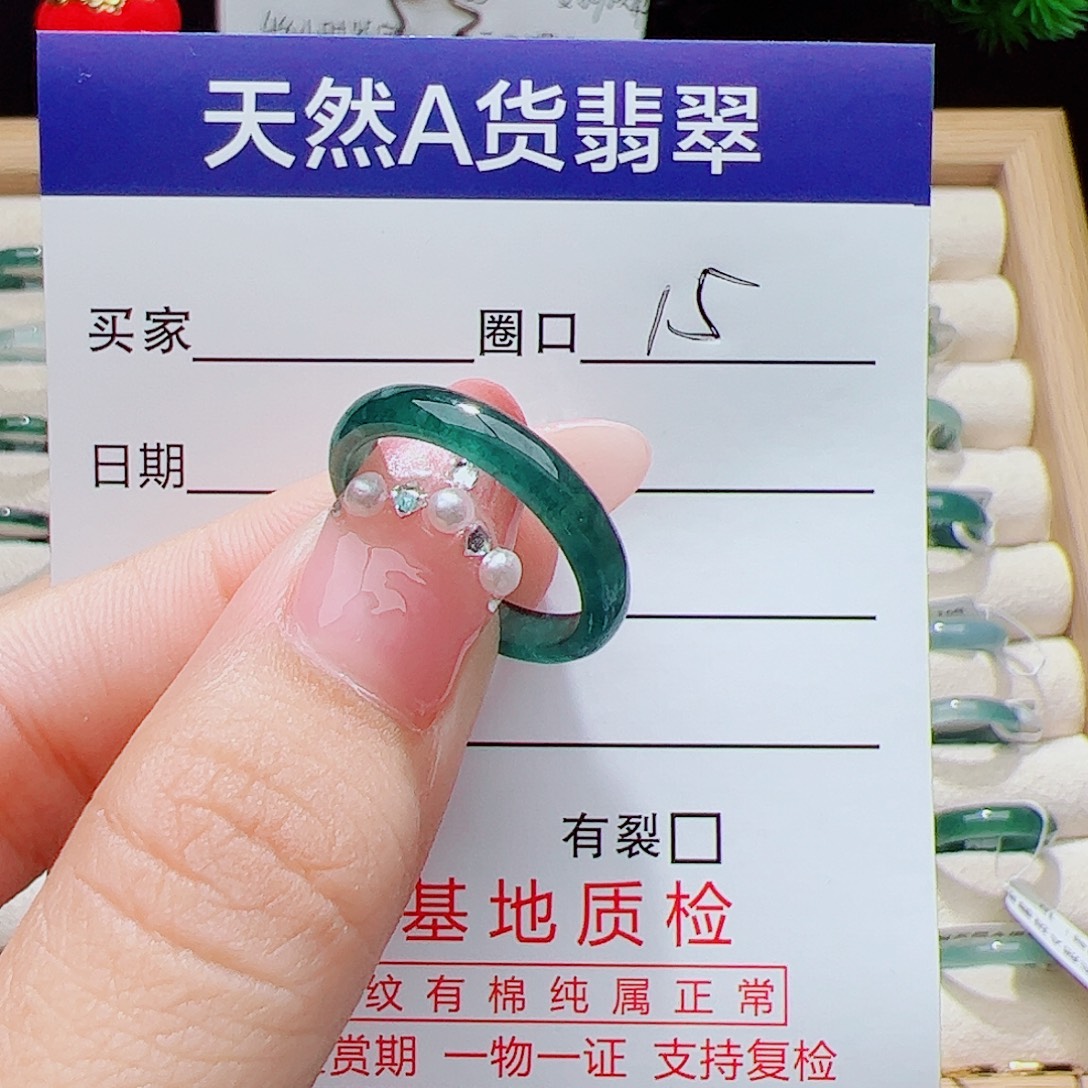 天然A货翡翠
买家 圈口 15
日期
有裂
基地质检
纹有棉纯属正常
赏期 一物一证 支持复检